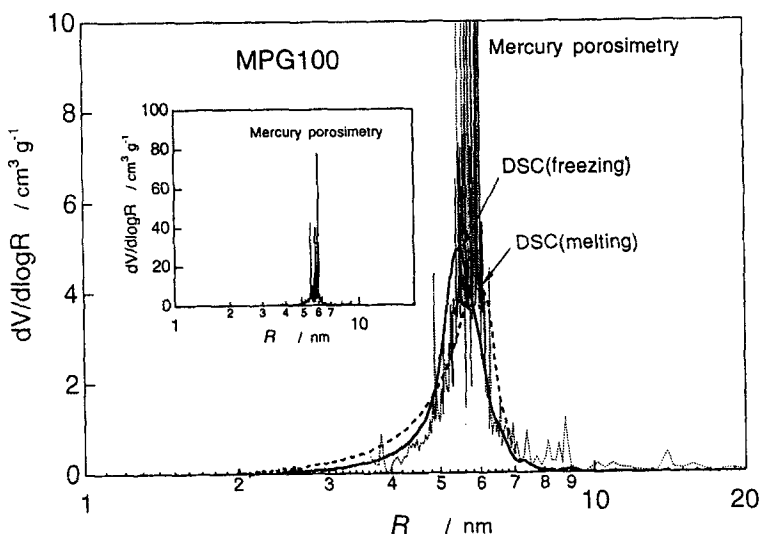 10
8
6
4
2
0
dV/dlogR / cm³ g⁻¹
MPG100
Mercury porosimetry
DSC(freezing)
DSC(melting)
100
80
60
40
20
0
dV/dlogR / cm³ g⁻¹
Mercury porosimetry
1 2 3 4 5 6 7 10
R / nm
1 2 3 4 5 6 7 8 9 10 20
R / nm